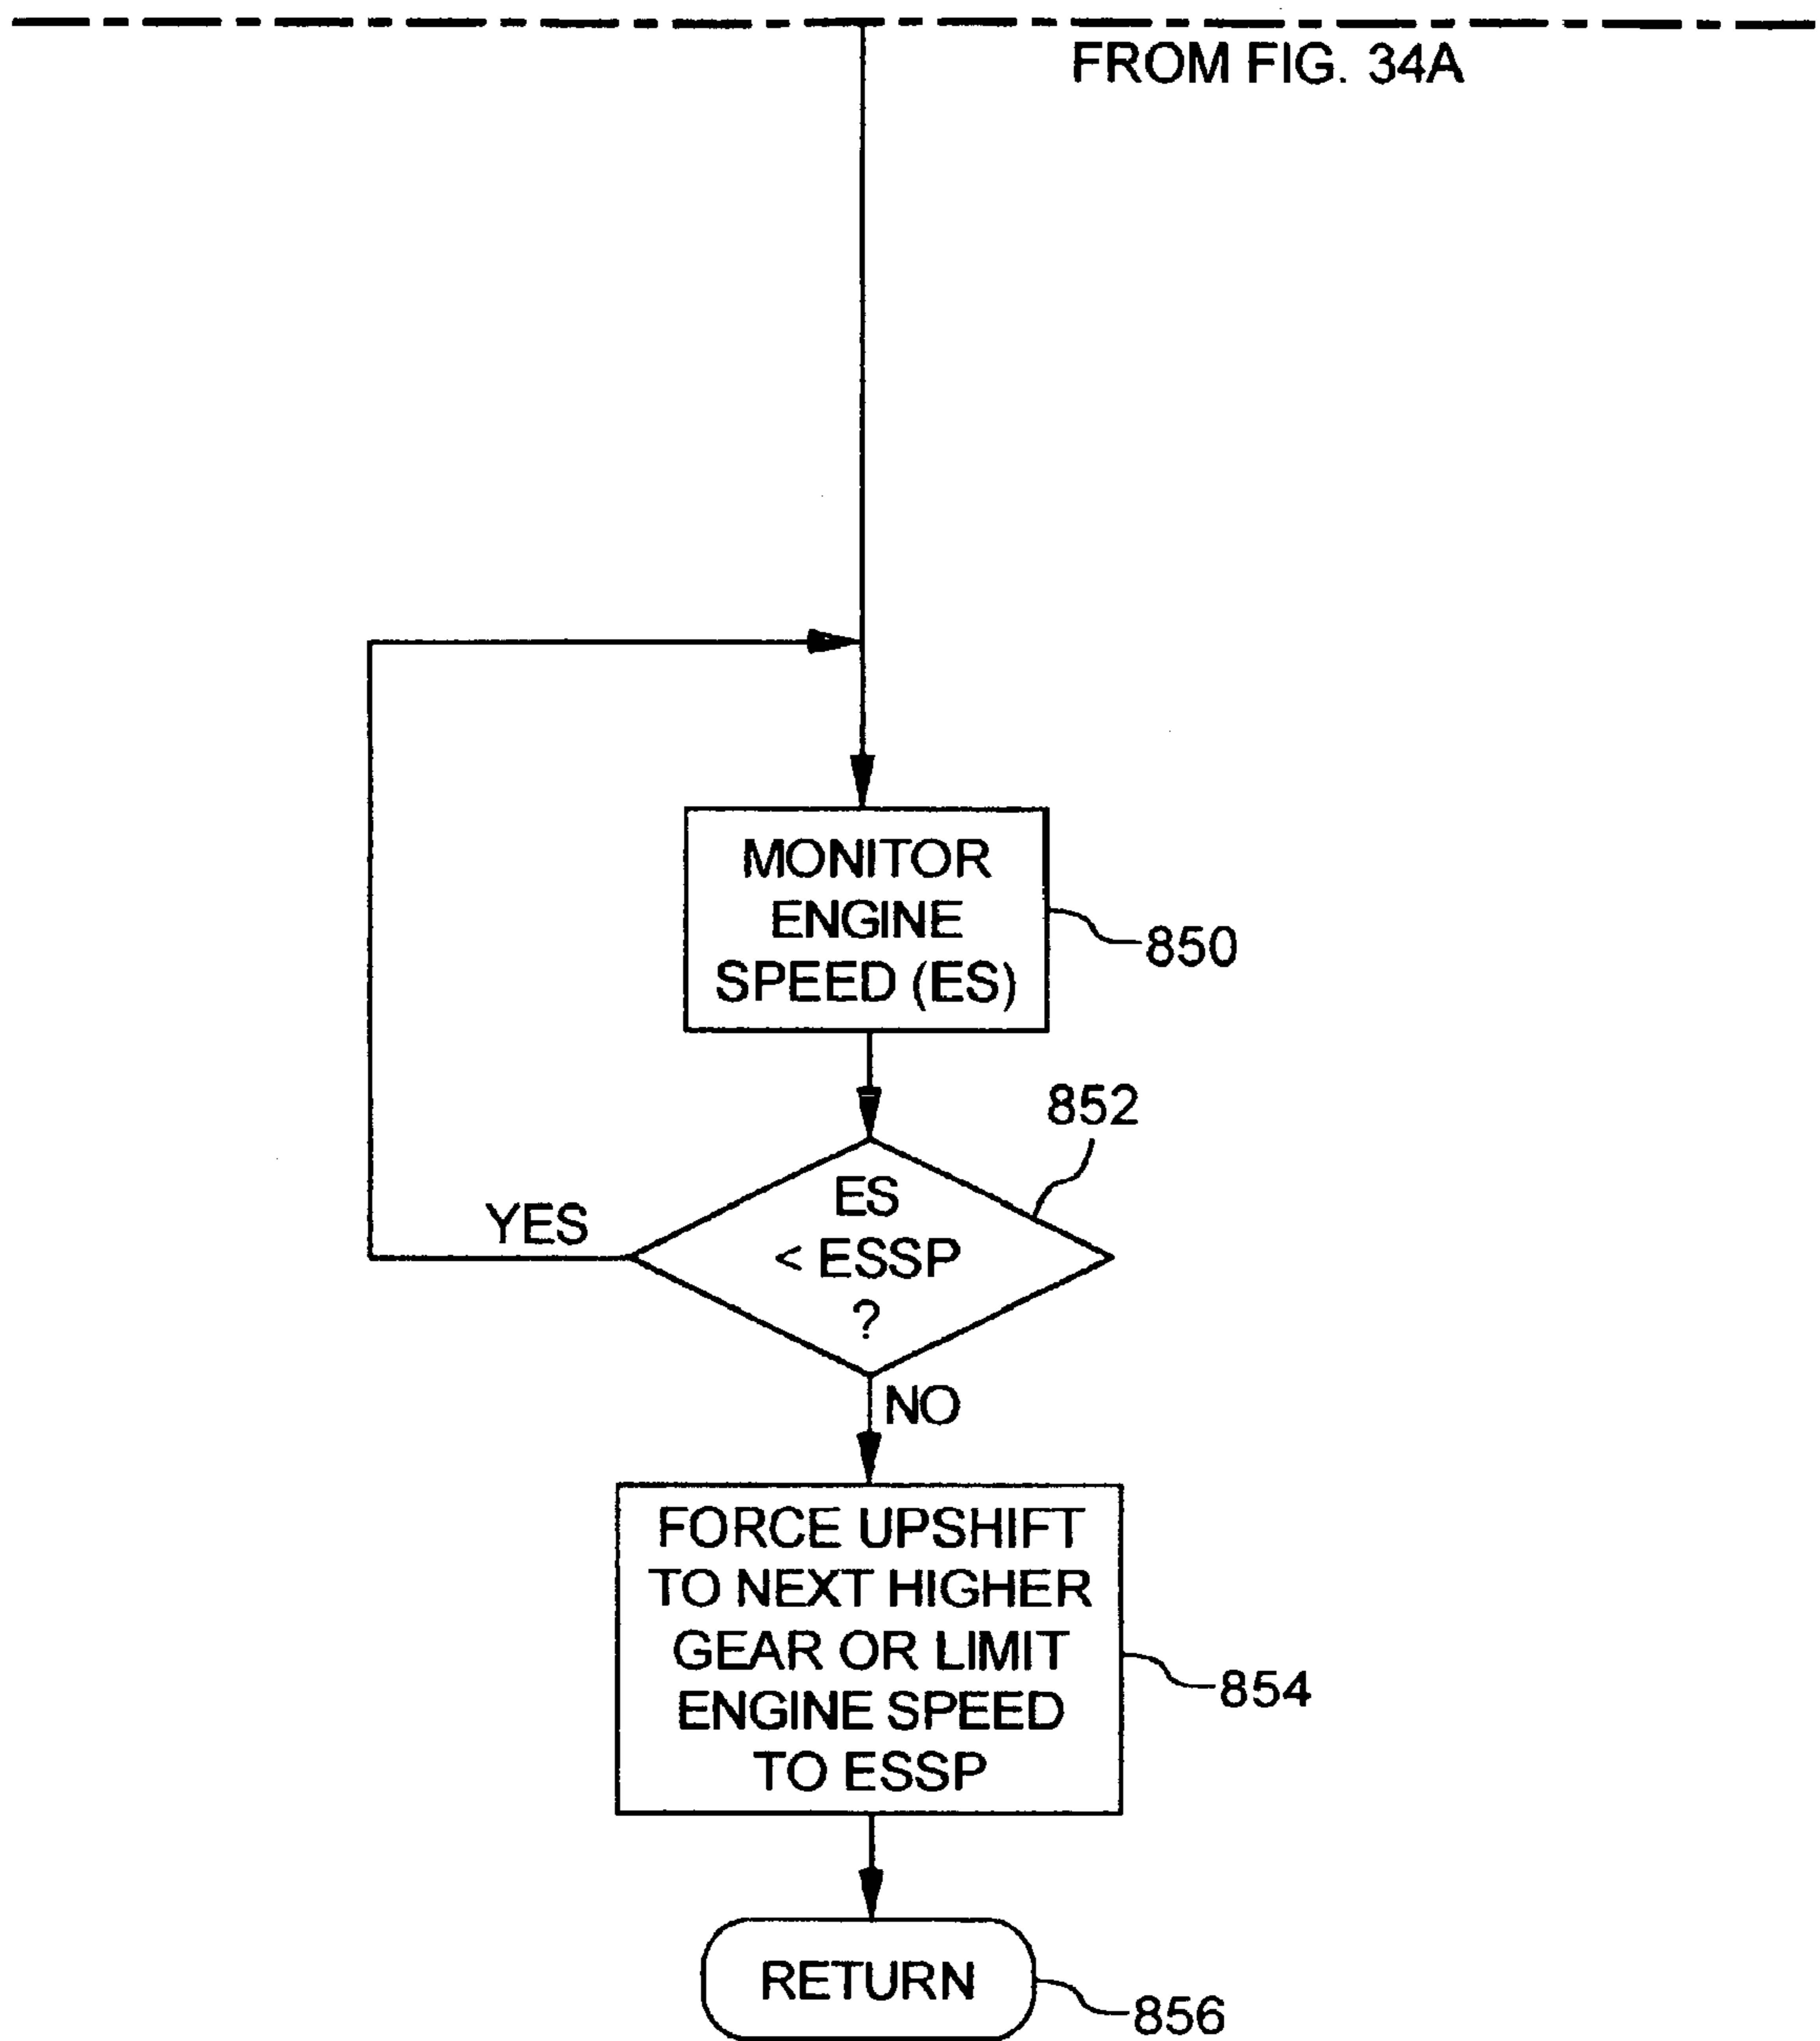 FROM FIG. 34A
MONITOR
ENGINE
SPEED (ES)
850
852
ES
< ESSP
?
YES
NO
FORCE UPSHIFT
TO NEXT HIGHER
GEAR OR LIMIT
ENGINE SPEED
TO ESSP
854
RETURN
856